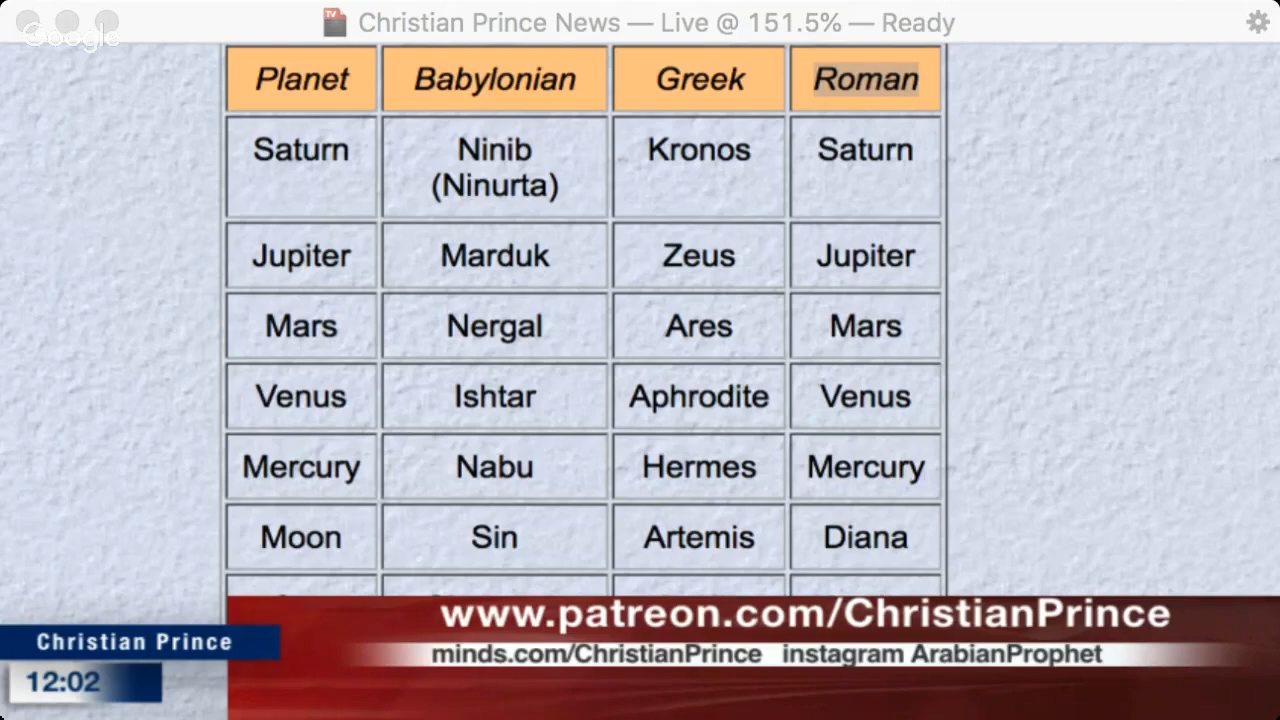 Christian Prince News — Live @ 151.5% — Ready
Google
Planet Babylonian Greek Roman
Saturn Ninib Kronos Saturn
(Ninurta)
Jupiter Marduk Zeus Jupiter
Mars Nergal Ares Mars
Venus Ishtar Aphrodite Venus
Mercury Nabu Hermes Mercury
Moon Sin Artemis Diana
www.patreon.com/ChristianPrince
Christian Prince
minds.com/ChristianPrince instagram ArabianProphet
12:02